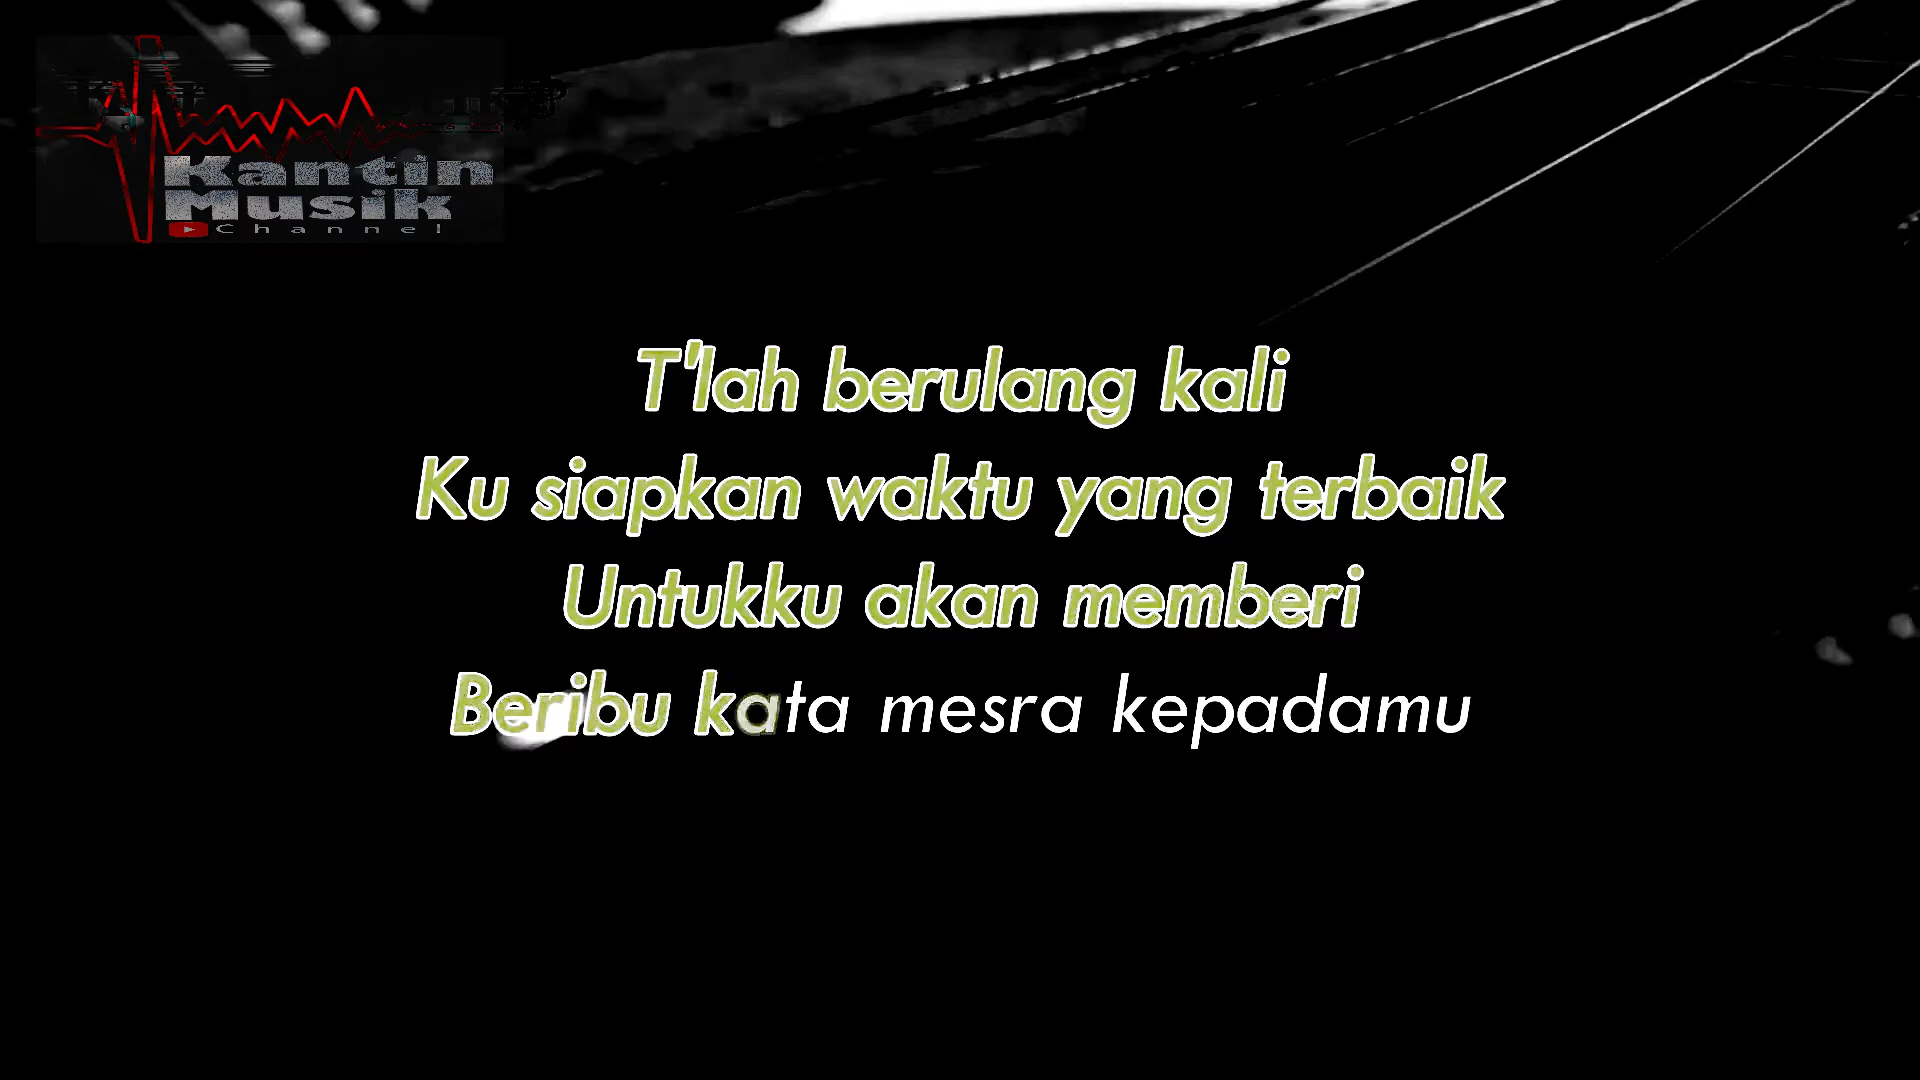 Kantin
Musik
Channel
T'lah berulang kali
Ku siapkan waktu yang terbaik
Untukku akan memberi
Beribu kata mesra kepadamu